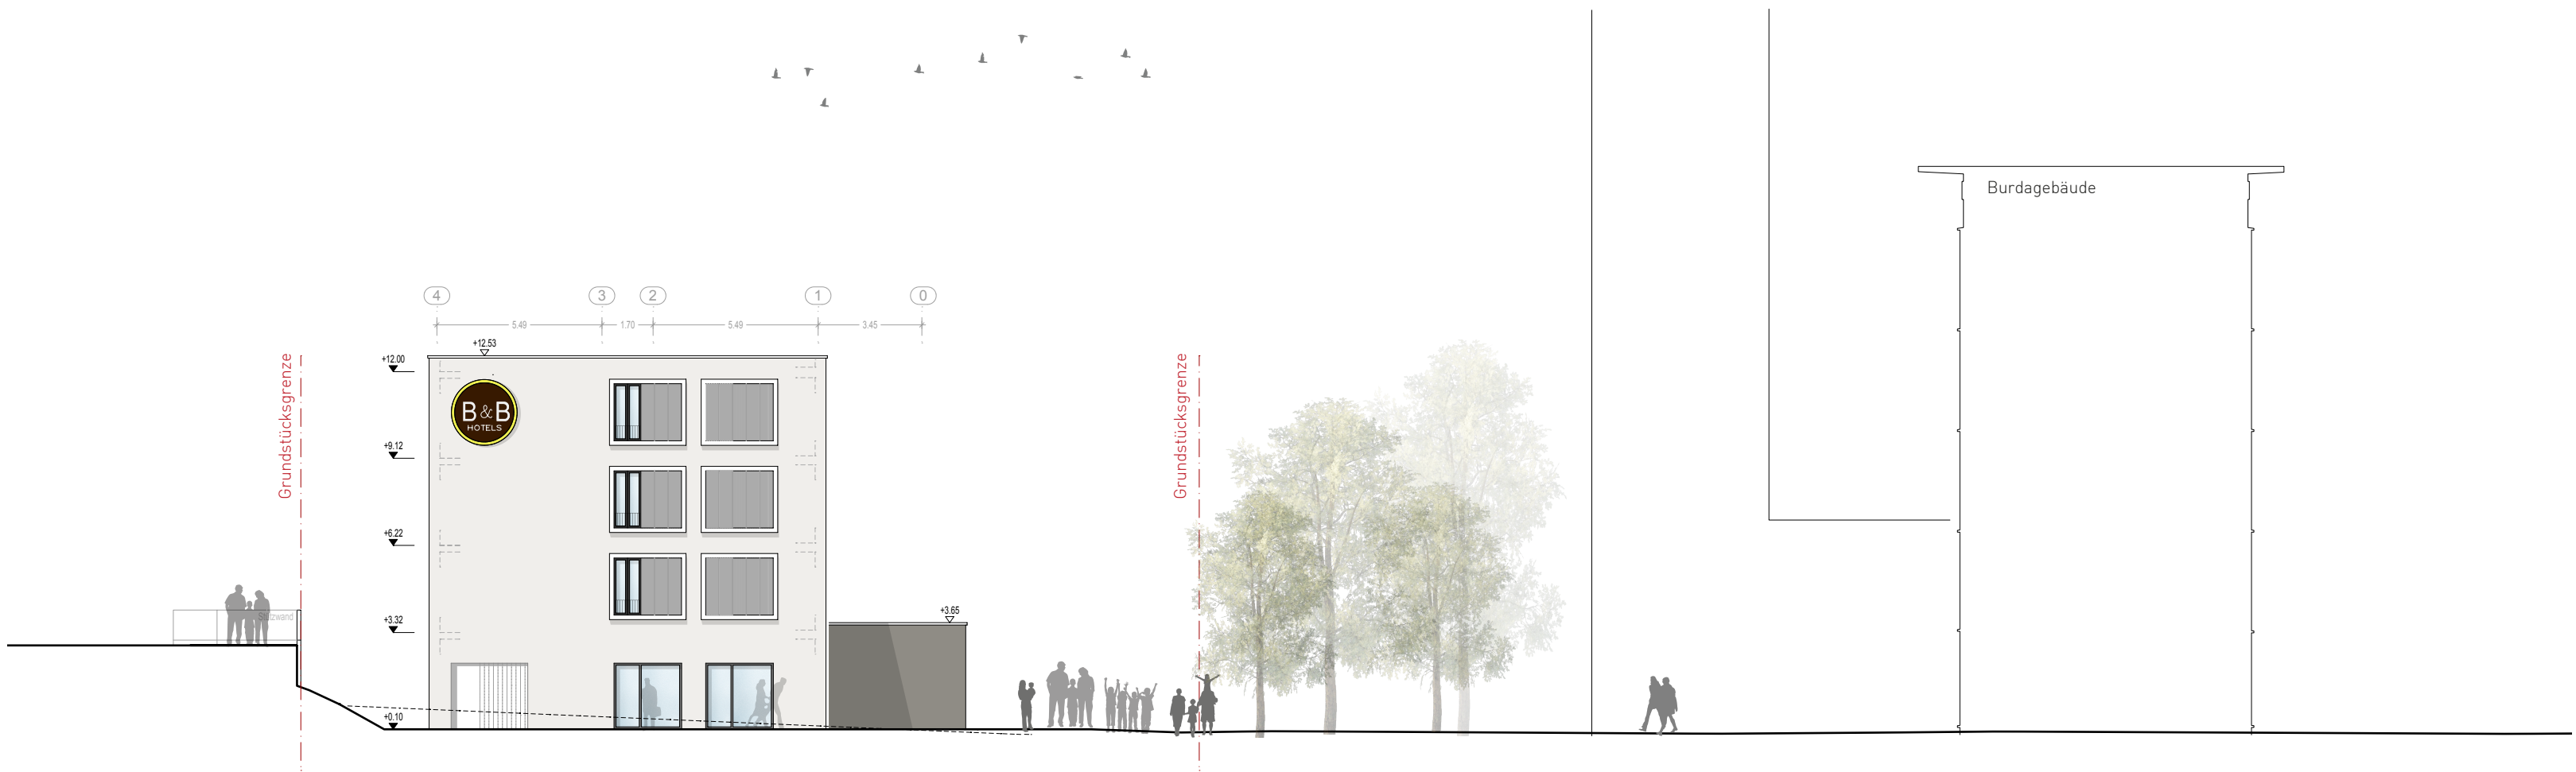 Burdagebäude
4
3
2
1
0
5.49
1.70
5.49
3.45
+12.53
+12.00
Grundstücksgrenze
Grundstücksgrenze
B&B
HOTELS
+9.12
+6.22
+3.65
Stützwand
+3.32
+0.10